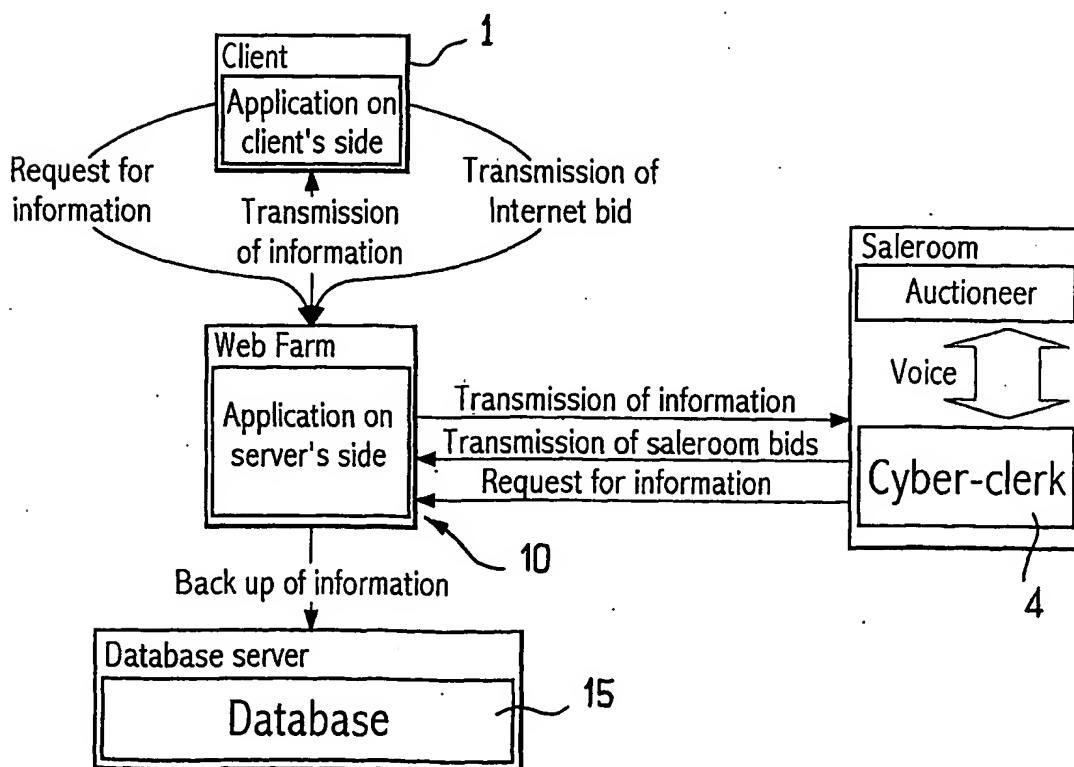 1
Client
Application on
client's side
Request for
information
Transmission
of information
Transmission of
Internet bid
Saleroom
Auctioneer
Voice
Cyber-clerk
4
Web Farm
Application on
server's side
Transmission of information
Transmission of saleroom bids
Request for information
10
Back up of information
Database server
Database
15